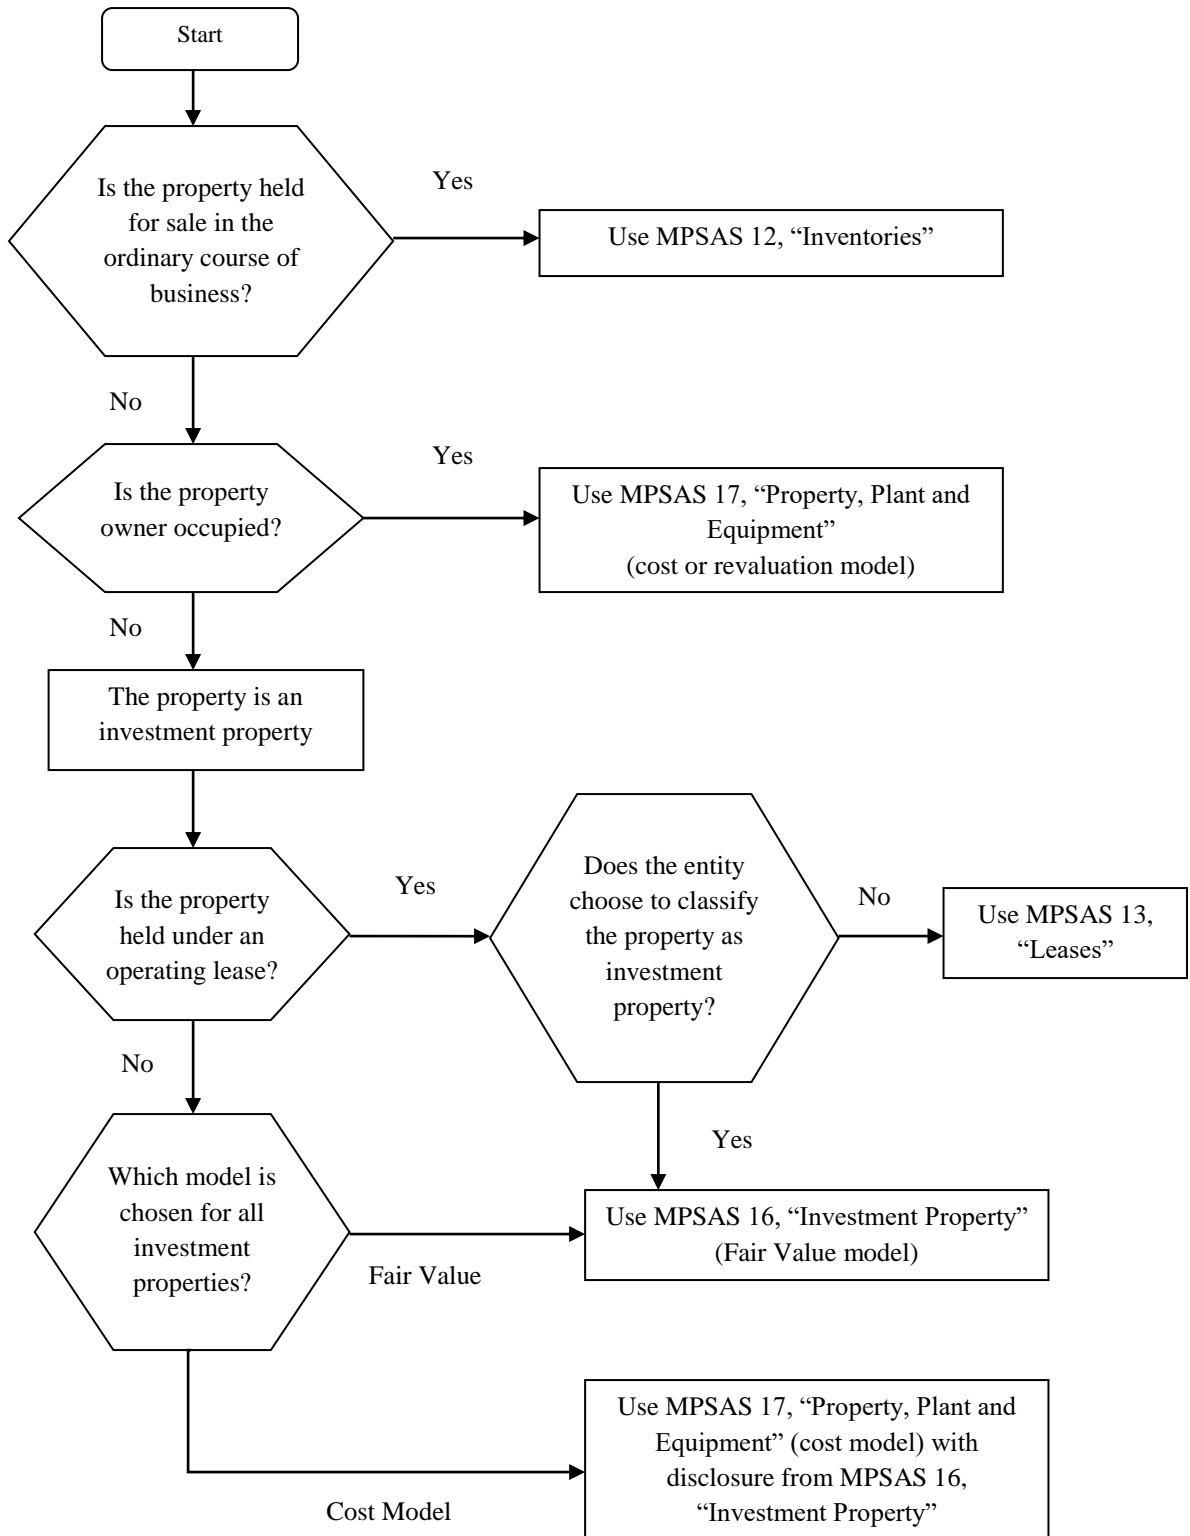 Start
Is the property held
for sale in the
ordinary course of
business?
Yes
Use MPSAS 12, “Inventories”
No
Is the property
owner occupied?
Yes
Use MPSAS 17, “Property, Plant and
Equipment”
(cost or revaluation model)
No
The property is an
investment property
Is the property
held under an
operating lease?
Yes
Does the entity
choose to classify
the property as
investment
property?
No
Use MPSAS 13,
“Leases”
No
Yes
Which model is
chosen for all
investment
properties?
Fair Value
Use MPSAS 16, “Investment Property”
(Fair Value model)
Cost Model
Use MPSAS 17, “Property, Plant and
Equipment” (cost model) with
disclosure from MPSAS 16,
“Investment Property”